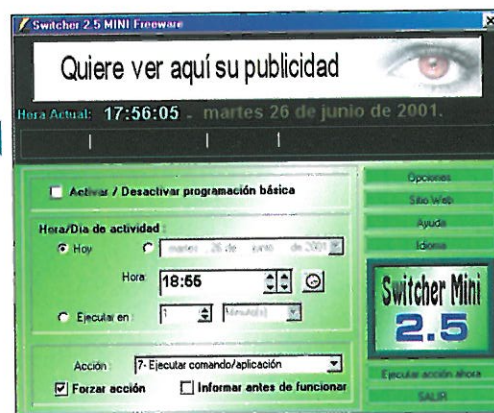 Switcher 2.5 MINI Freeware
Quiere ver aquí su publicidad
Hora Actual: 17:56:05 - martes 26 de junio de 2001.
Activar / Desactivar programación básica
Hora/Día de actividad
Hoy martes , 26 de junio de 2001
Hora: 18:55
Ejecutar en : 1 Minuto(s)
Acción : 7- Ejecutar comando/aplicación
Forzar acción Informar antes de funcionar
Opciones
Sitio Web
Ayuda
Idioma
Switcher Mini
2.5
Ejecutar acción ahora
SALIR